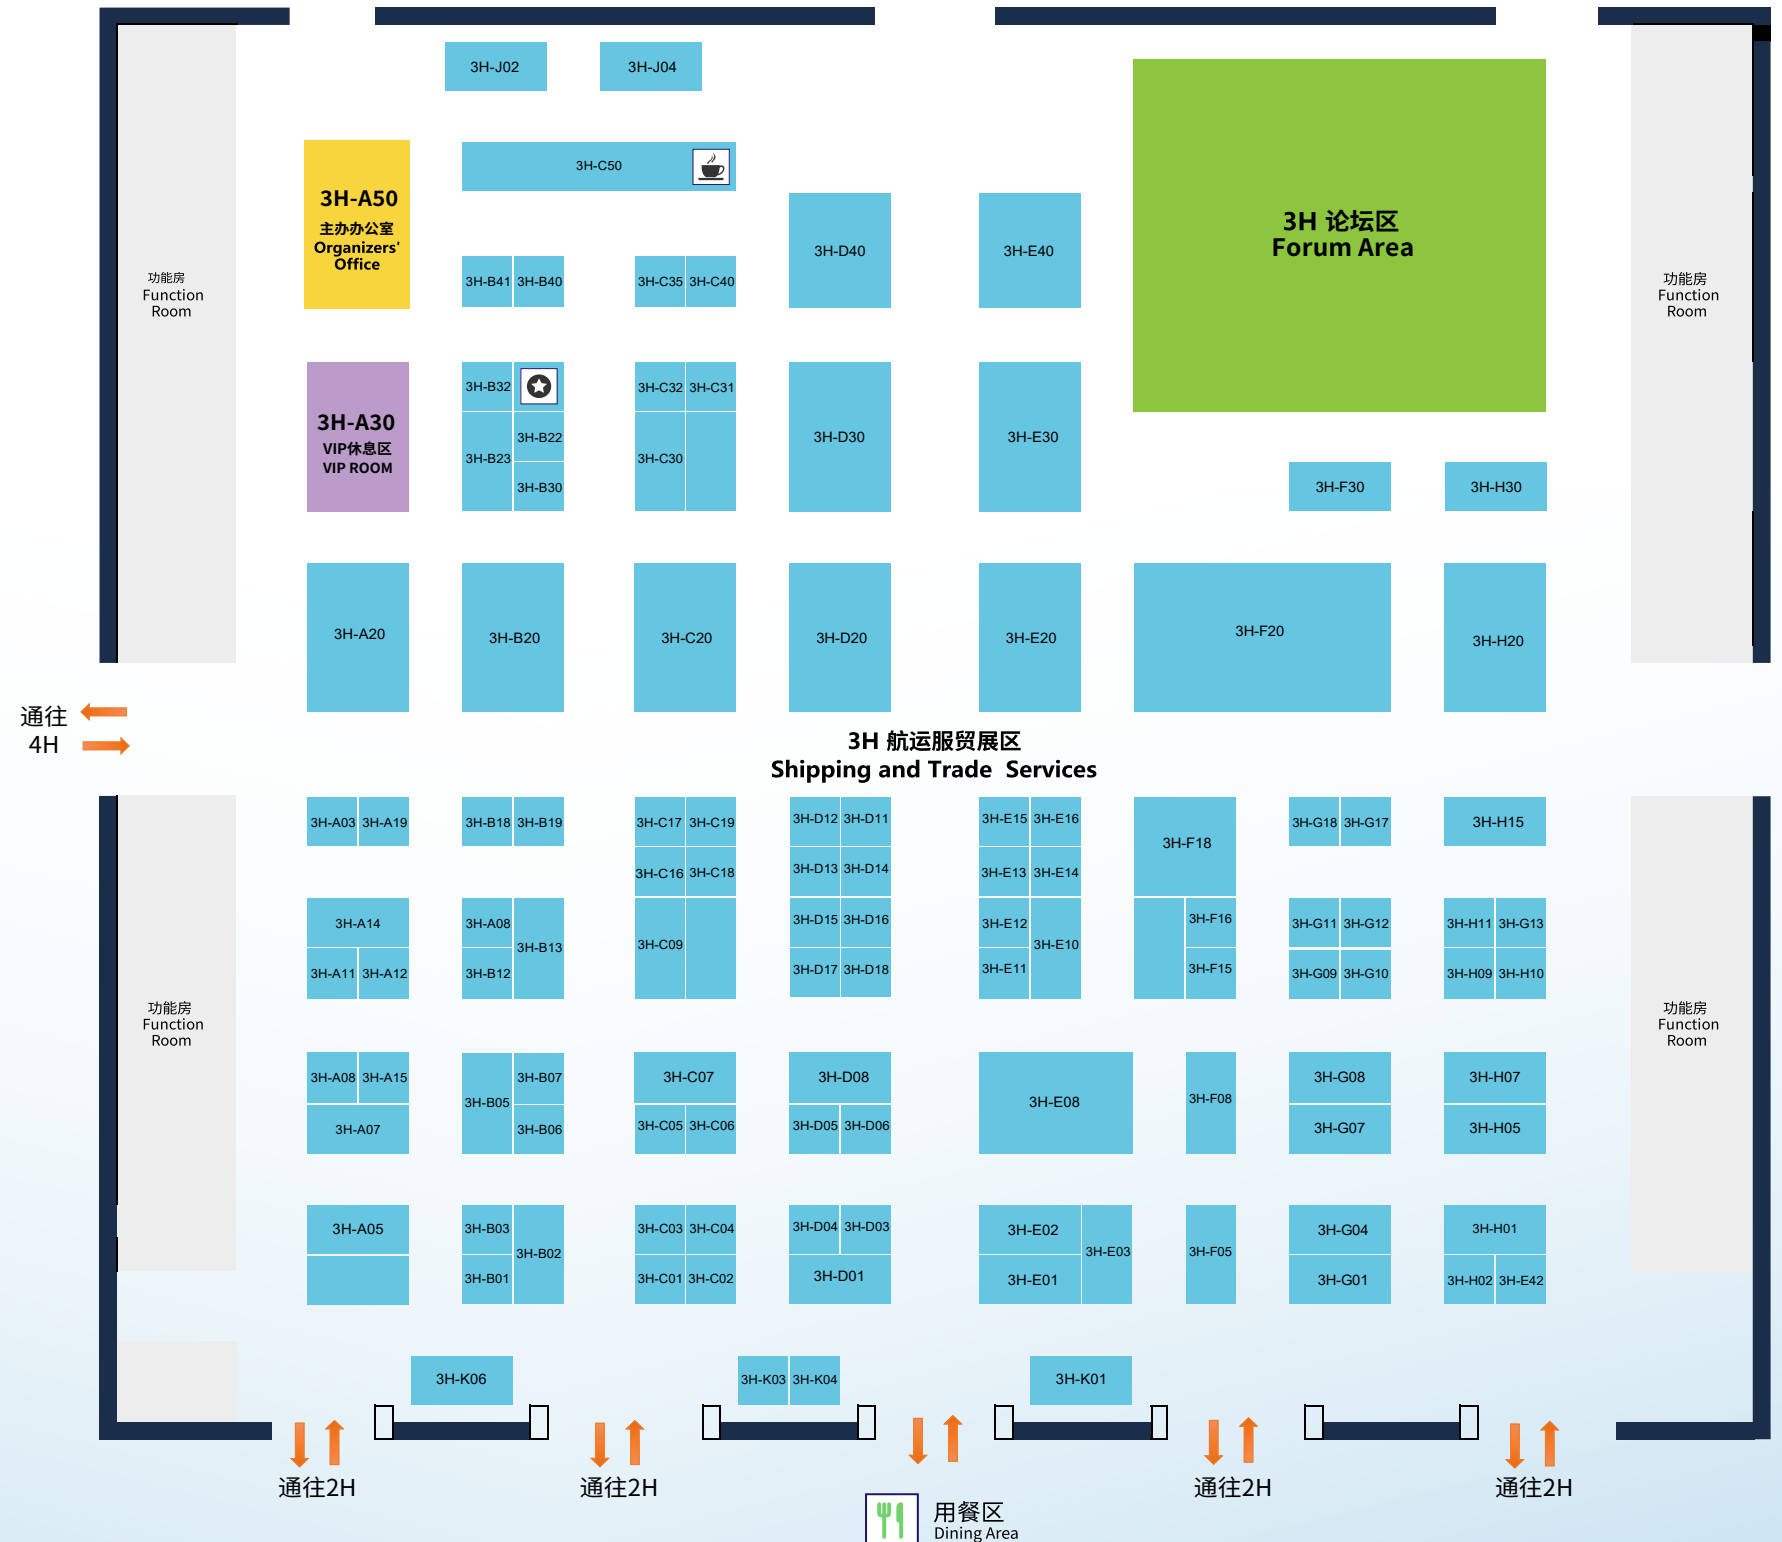 3H-J02
3H-J04
3H-A50
主办办公室
Organizers'
Office
3H-C50
3H-D40
3H-E40
3H 论坛区
Forum Area
功能房
Function
Room
3H-B41
3H-B40
3H-C35
3H-C40
功能房
Function
Room
3H-A30
VIP休息区
VIP ROOM
3H-B32
3H-B23
3H-B22
3H-B30
3H-C32
3H-C31
3H-C30
3H-D30
3H-E30
3H-F30
3H-H30
3H-A20
3H-B20
3H-C20
3H-D20
3H-E20
3H-F20
3H-H20
通往
4H
3H 航运服贸展区
Shipping and Trade  Services
3H-A03
3H-A19
3H-B18
3H-B19
3H-C17
3H-C19
3H-C16
3H-C18
3H-D12
3H-D11
3H-D13
3H-D14
3H-E15
3H-E16
3H-E13
3H-E14
3H-F18
3H-G18
3H-G17
3H-H15
3H-A14
3H-A11
3H-A12
3H-A08
3H-B12
3H-B13
3H-C09
3H-D15
3H-D16
3H-D17
3H-D18
3H-E12
3H-E11
3H-E10
3H-F16
3H-F15
3H-G11
3H-G12
3H-G09
3H-G10
3H-H11
3H-G13
3H-H09
3H-H10
功能房
Function
Room
功能房
Function
Room
3H-A08
3H-A15
3H-A07
3H-B05
3H-B07
3H-B06
3H-C07
3H-C05
3H-C06
3H-D08
3H-D05
3H-D06
3H-E08
3H-F08
3H-G08
3H-G07
3H-H07
3H-H05
3H-A05
3H-B03
3H-B01
3H-B02
3H-C03
3H-C04
3H-C01
3H-C02
3H-D04
3H-D03
3H-D01
3H-E02
3H-E01
3H-E03
3H-F05
3H-G04
3H-G01
3H-H01
3H-H02
3H-E42
3H-K06
3H-K03
3H-K04
3H-K01
通往2H
通往2H
通往2H
通往2H
用餐区
Dining Area